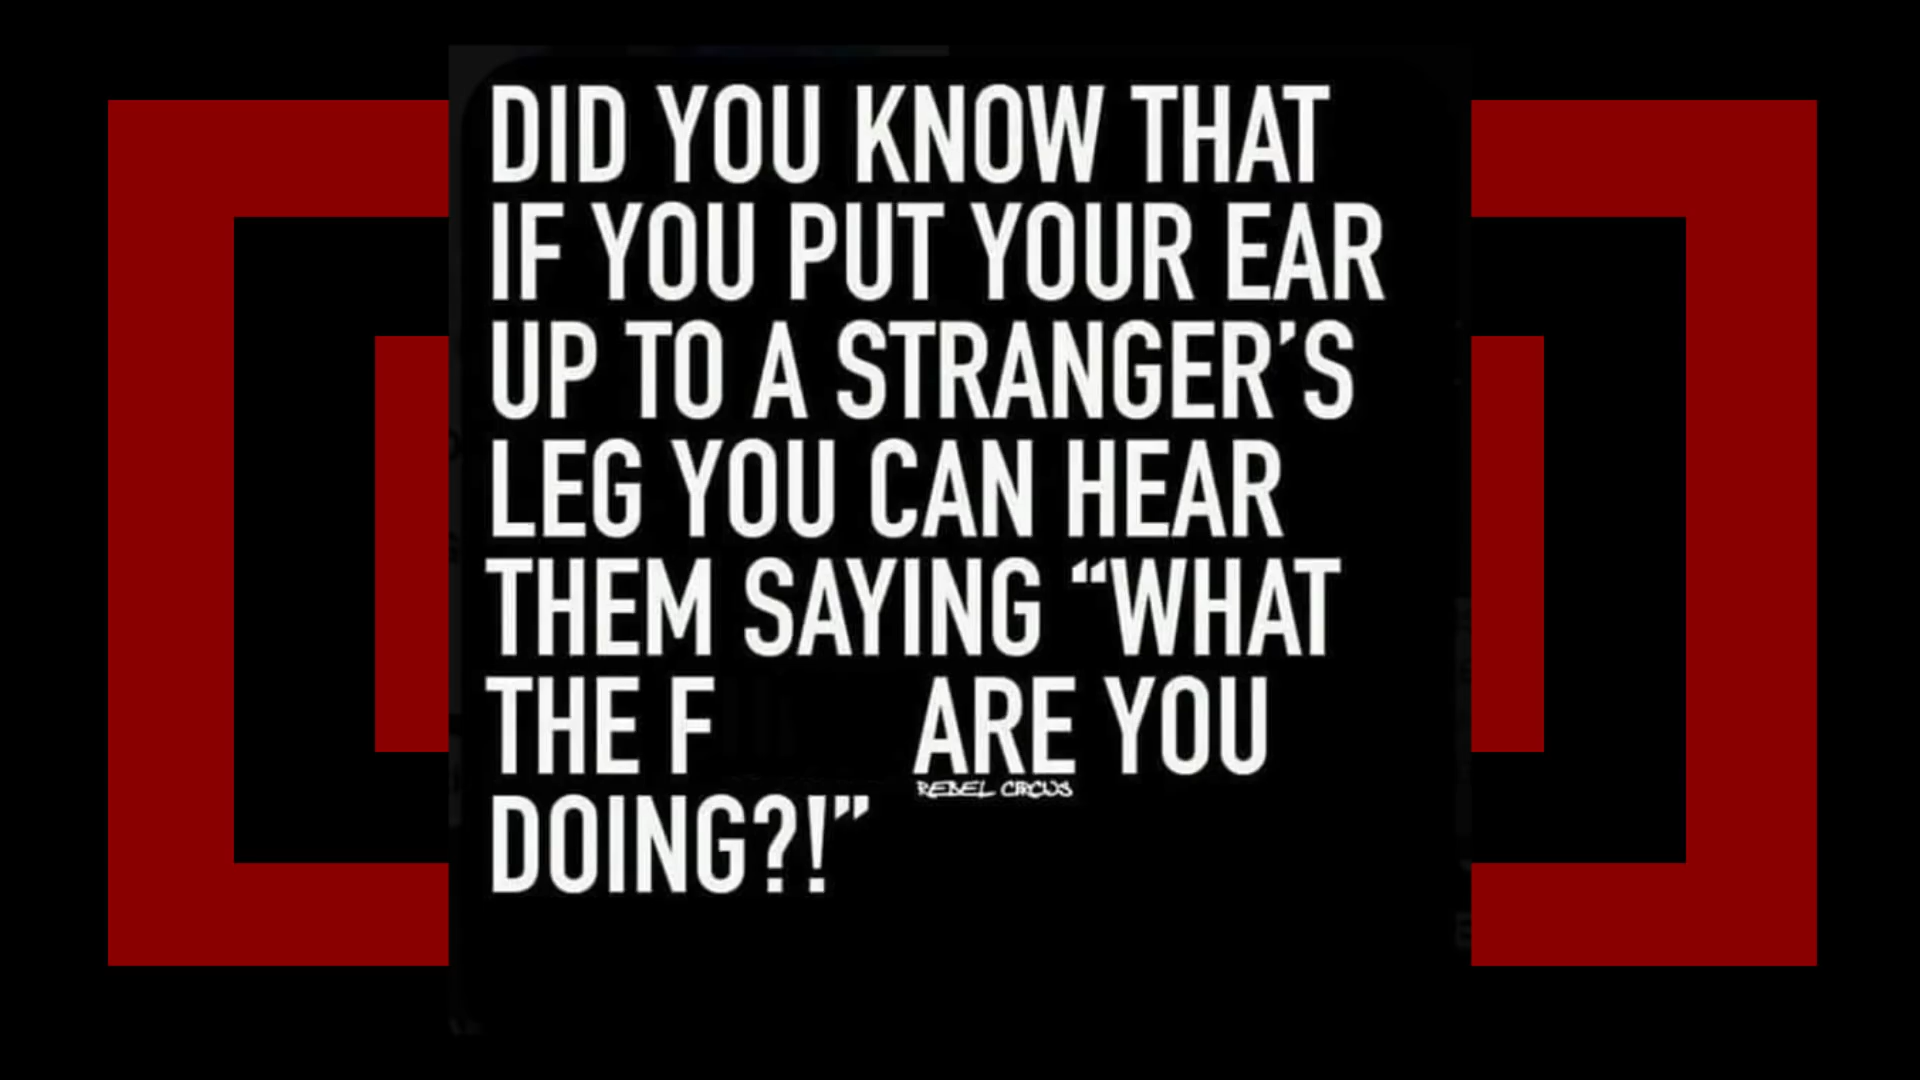 DID YOU KNOW THAT
IF YOU PUT YOUR EAR
UP TO A STRANGER’S
LEG YOU CAN HEAR
THEM SAYING “WHAT
THE F ARE YOU
REBEL CIRCUS
DOING?!”